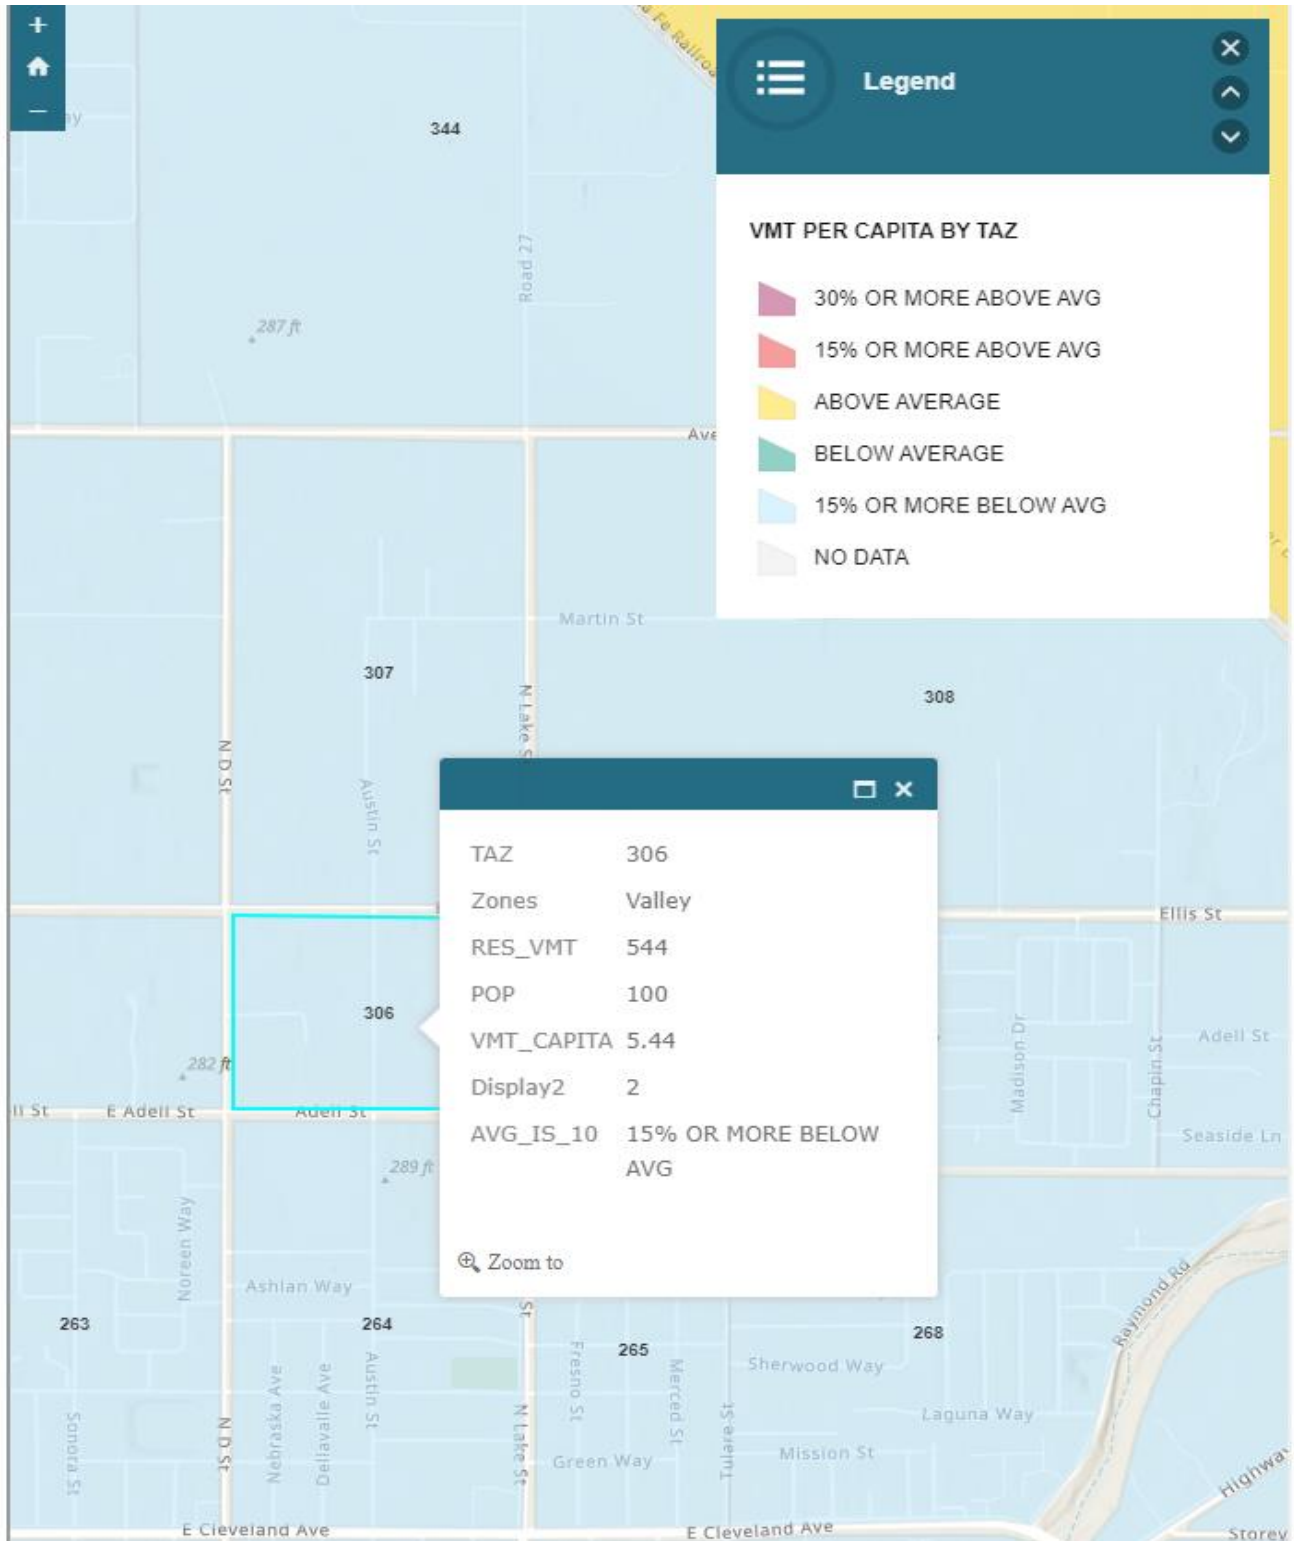 +
–
344
Legend
VMT PER CAPITA BY TAZ
30% OR MORE ABOVE AVG
15% OR MORE ABOVE AVG
ABOVE AVERAGE
BELOW AVERAGE
15% OR MORE BELOW AVG
NO DATA
Road 27
287 ft
Ave
Martin St
307
308
N Lake S
N D St
Austin St
TAZ 306
Zones Valley
RES_VMT 544
POP 100
VMT_CAPITA 5.44
Display2 2
AVG_IS_10 15% OR MORE BELOW
AVG
Zoom to
Ellis St
306
282 ft
Madison Dr
Chapin St
Adell St
ll St
E Adell St
Adell St
Seaside Ln
289 ft
Noreen Way
Ashlan Way
St
Raymond Rd
263
264
265
268
Sonora St
N D St
Nebraska Ave
Dellavalle Ave
Austin St
N Lake St
Fresno St
Merced St
Tulare St
Sherwood Way
Laguna Way
Green Way
Mission St
Highwa
E Cleveland Ave
E Cleveland Ave
Storey